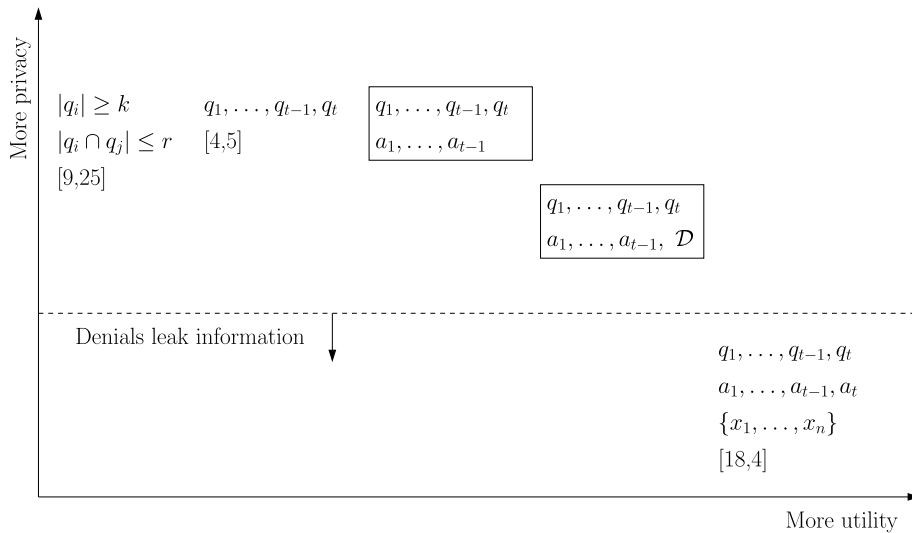 More privacy
|q_i| ≥ k
|q_i ∩ q_j| ≤ r
[9,25]
q_1, . . . , q_{t−1}, q_t
[4,5]
q_1, . . . , q_{t−1}, q_t
a_1, . . . , a_{t−1}
q_1, . . . , q_{t−1}, q_t
a_1, . . . , a_{t−1}, 𝒟
Denials leak information
q_1, . . . , q_{t−1}, q_t
a_1, . . . , a_{t−1}, a_t
{x_1, . . . , x_n}
[18,4]
More utility